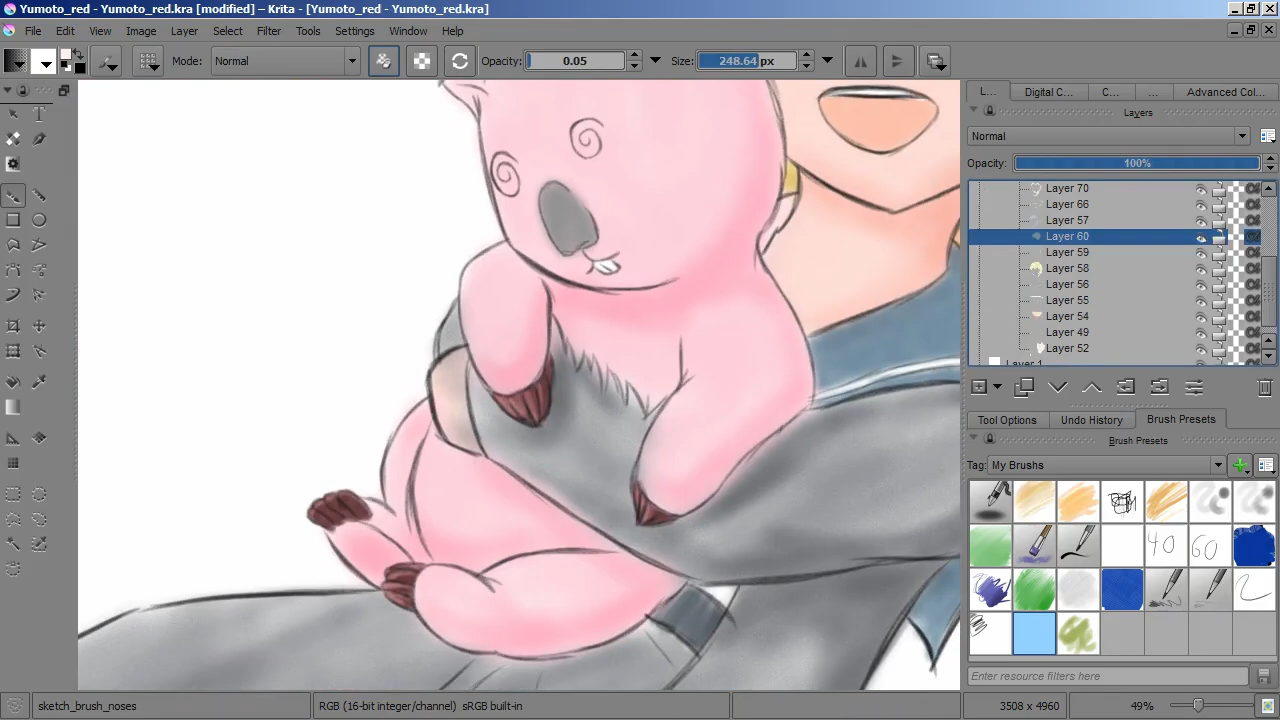 Yumoto_red - Yumoto_red.kra [modified] – Krita - [Yumoto_red - Yumoto_red.kra]
File Edit View Image Layer Select Filter Tools Settings Window Help
Mode: Normal Opacity: 0.05 Size: 248.64 px
L... Digital C... C... ... Advanced Col...
Layers
Normal
Opacity: 100%
Layer 70
Layer 66
Layer 57
Layer 60
Layer 59
Layer 58
Layer 56
Layer 55
Layer 54
Layer 49
Layer 52
Layer 1
Tool Options Undo History Brush Presets
Brush Presets
Tag: My Brushes
40 60
Enter resource filters here
sketch_brush_noses RGB (16-bit integer/channel) sRGB built-in 3508 x 4960 49%